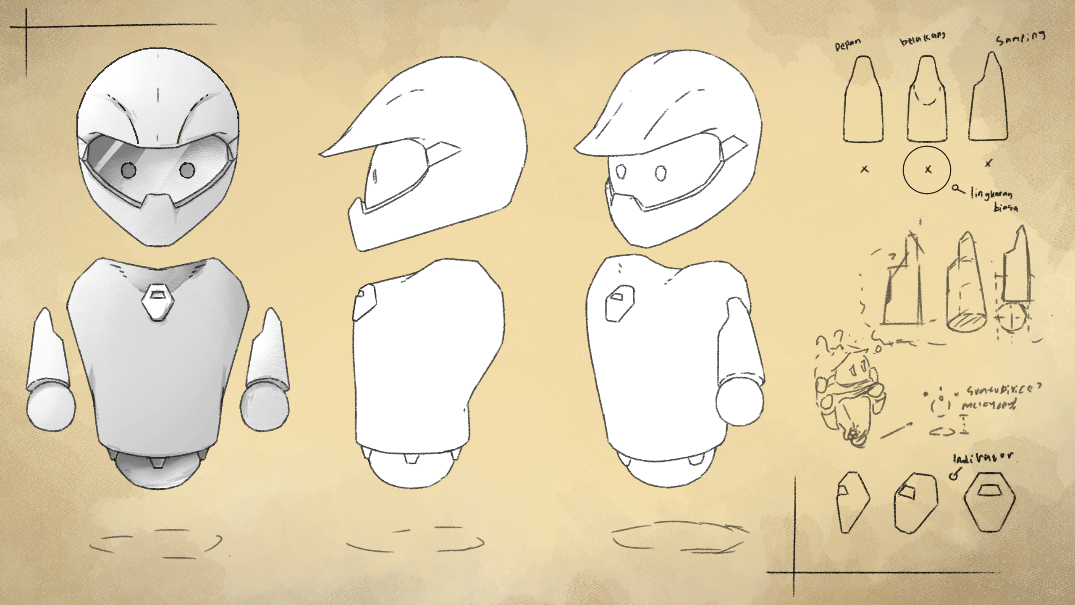 Depan
belakang
Samping
lingkaran
biasa
Indikator